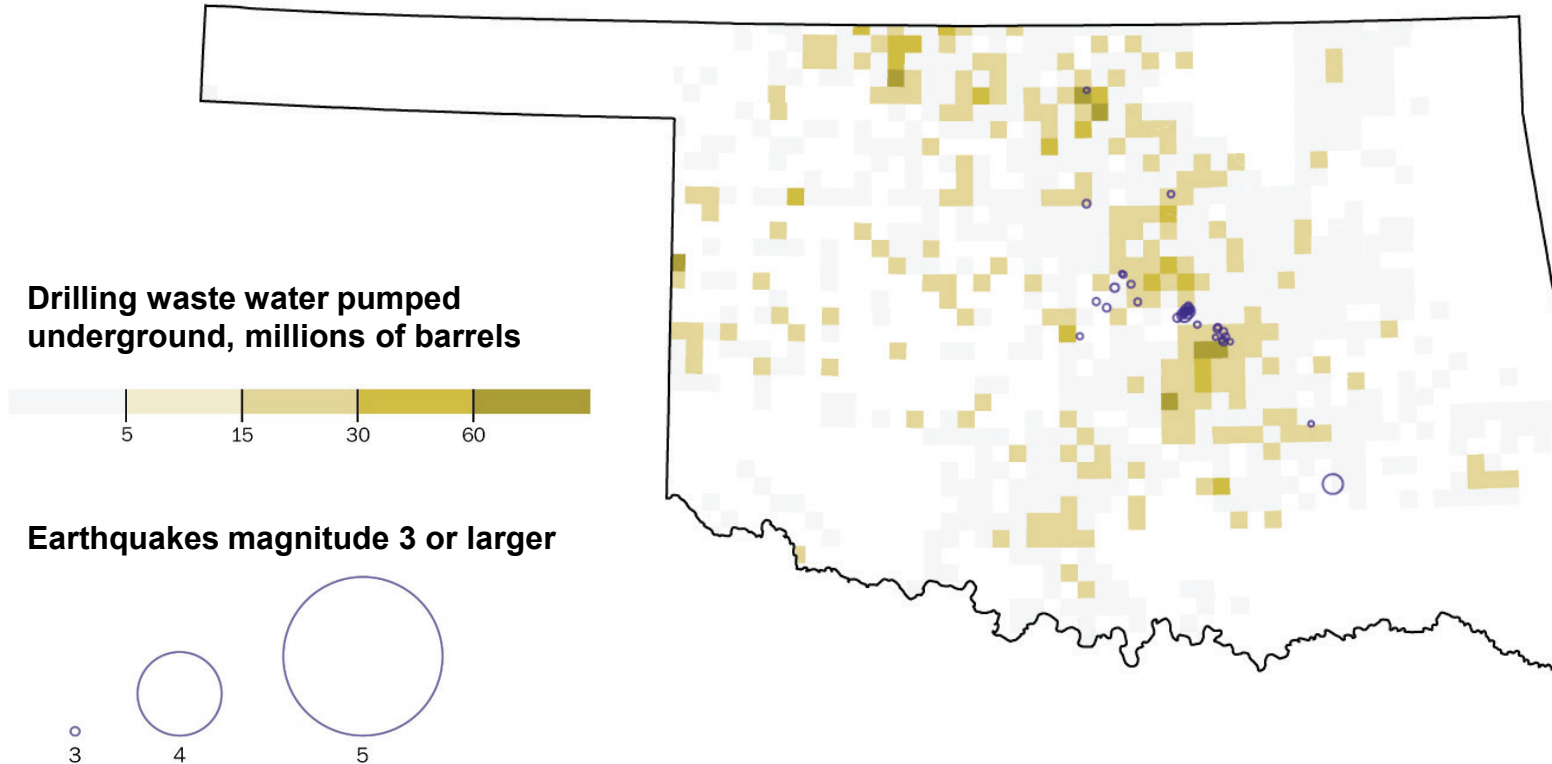 Drilling waste water pumped
underground, millions of barrels
5 15 30 60
Earthquakes magnitude 3 or larger
3 4 5